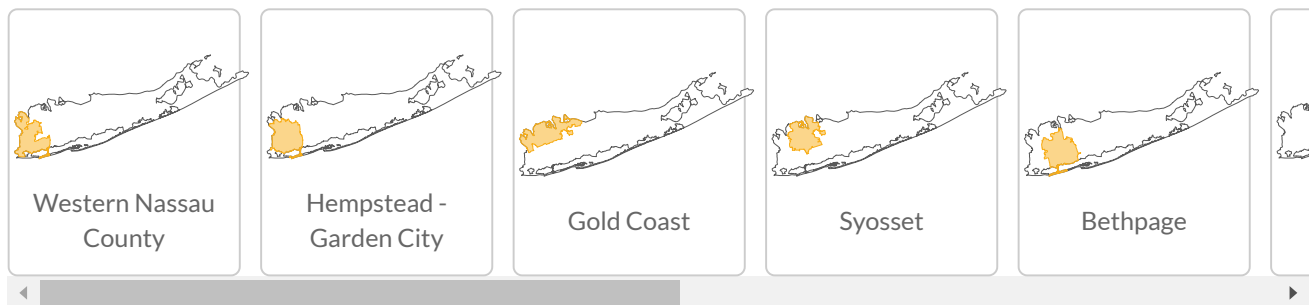 Western Nassau
County
Hempstead -
Garden City
Gold Coast
Syosset
Bethpage